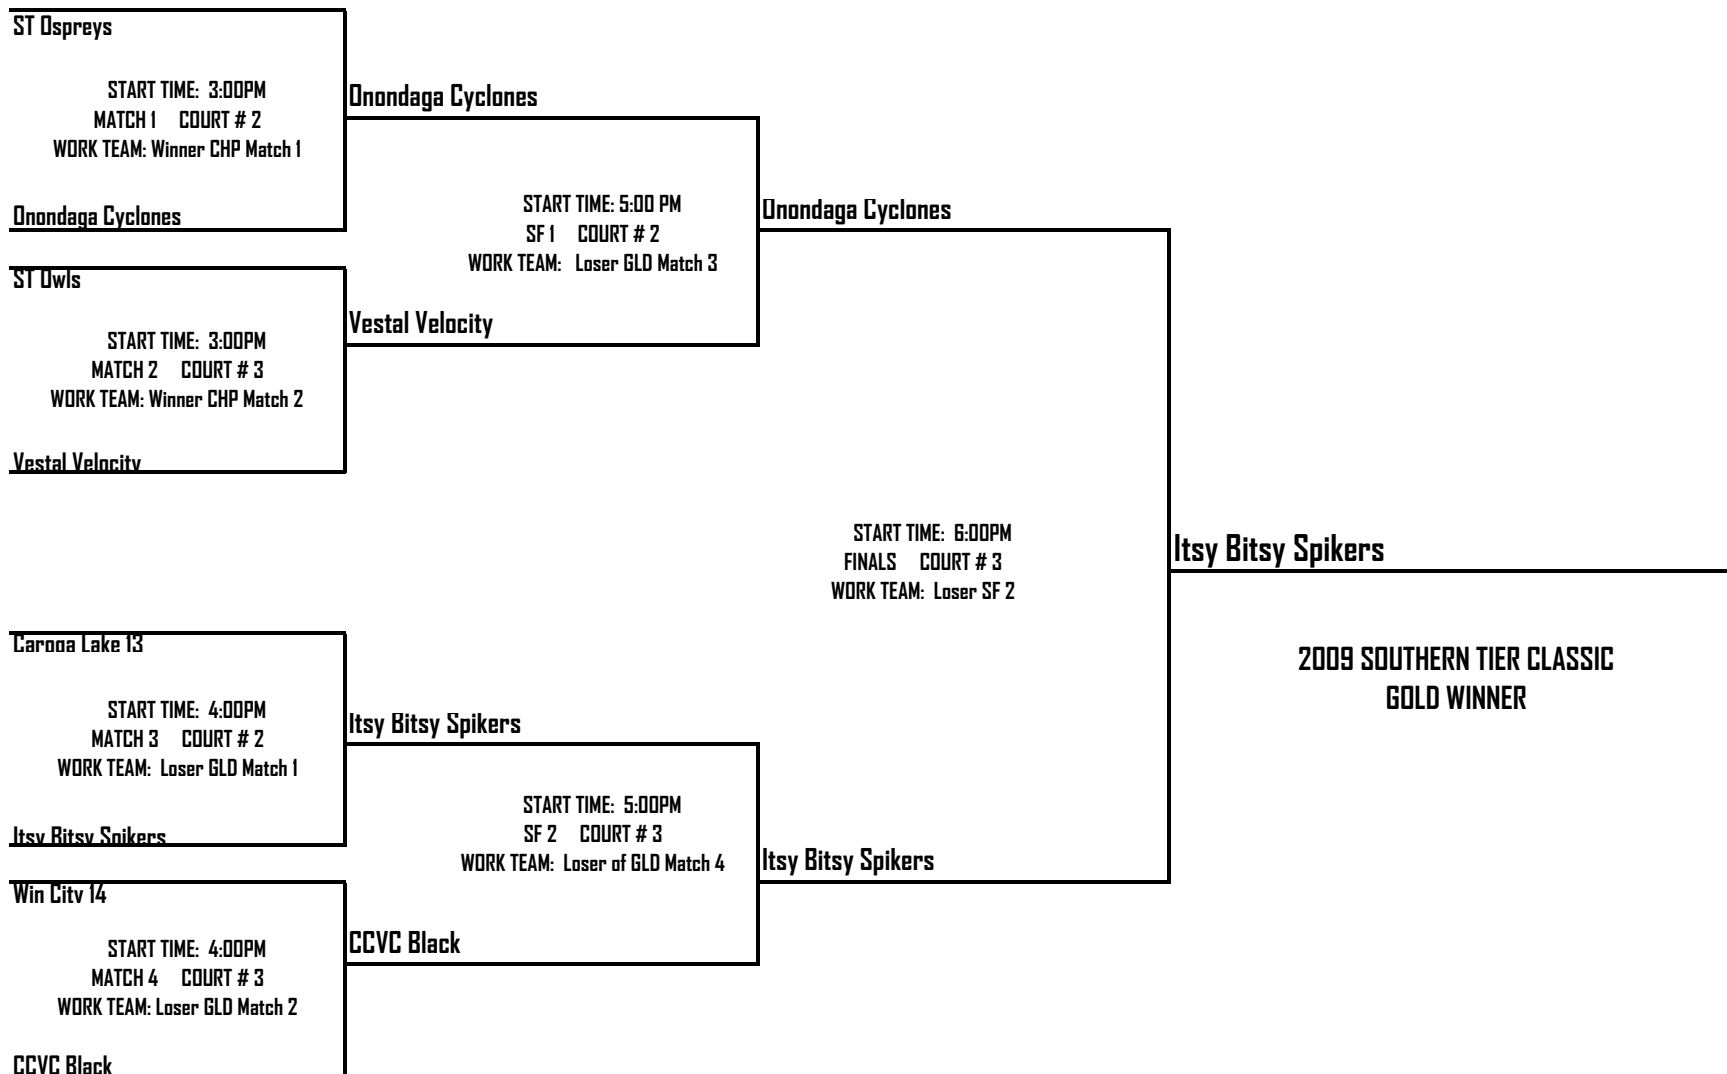 ST Ospreys
START TIME: 3:00PM
MATCH 1 COURT # 2
WORK TEAM: Winner CHP Match 1
Onondaga Cyclones
Onondaga Cyclones
START TIME: 5:00 PM
SF 1 COURT # 2
WORK TEAM: Loser GLD Match 3
Onondaga Cyclones
ST Owls
START TIME: 3:00PM
MATCH 2 COURT # 3
WORK TEAM: Winner CHP Match 2
Vestal Velocity
Vestal Velocity
START TIME: 6:00PM
FINALS COURT # 3
WORK TEAM: Loser SF 2
Itsy Bitsy Spikers
2009 SOUTHERN TIER CLASSIC
GOLD WINNER
Caroga Lake 13
START TIME: 4:00PM
MATCH 3 COURT # 2
WORK TEAM: Loser GLD Match 1
Itsy Bitsy Spikers
Itsy Bitsy Spikers
START TIME: 5:00PM
SF 2 COURT # 3
WORK TEAM: Loser of GLD Match 4
Itsy Bitsy Spikers
Win City 14
START TIME: 4:00PM
MATCH 4 COURT # 3
WORK TEAM: Loser GLD Match 2
CCVC Black
CCVC Black